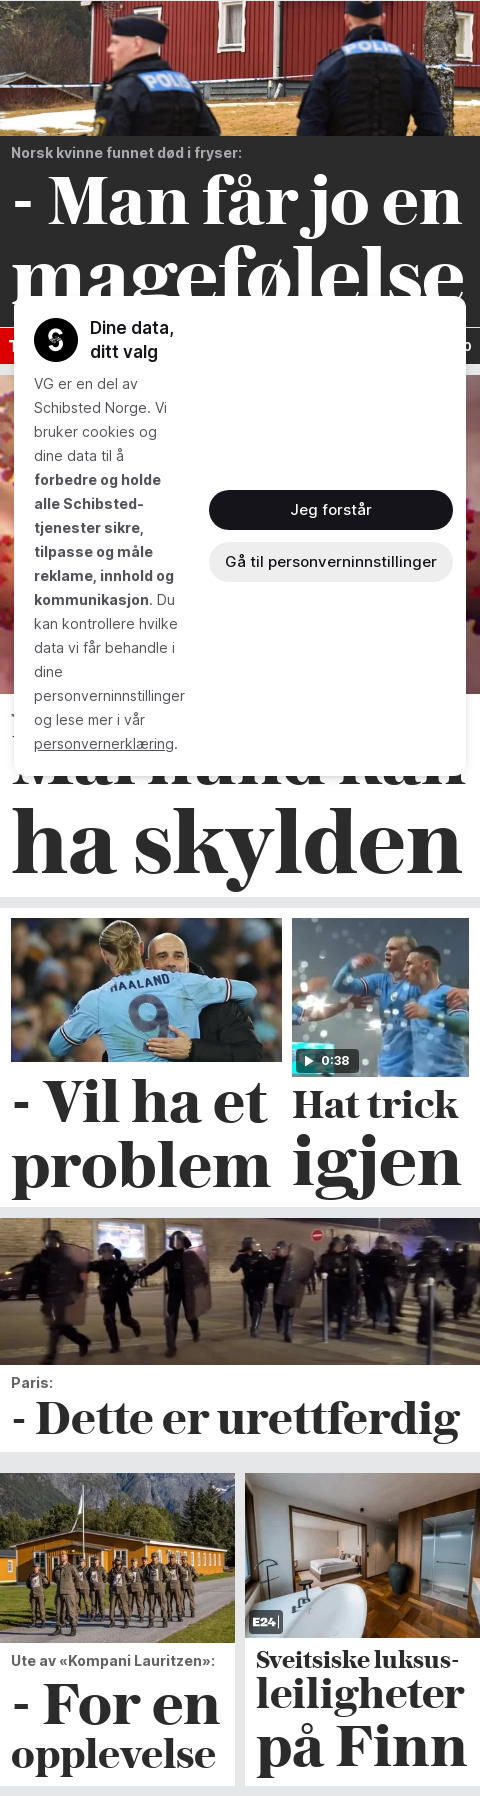 POLIS
POLIS
Norsk kvinne funnet død i fryser:
- Man får jo en
magefølelse
Dine data,
ditt valg
VG er en del av
Schibsted Norge. Vi
bruker cookies og
dine data til å
forbedre og holde
alle Schibsted-
tjenester sikre,
tilpasse og måle
reklame, innhold og
kommunikasjon. Du
kan kontrollere hvilke
data vi får behandle i
dine
personverninnstillinger
og lese mer i vår
personvernerklæring.
Jeg forstår
Gå til personverninnstillinger
ha skylden
HAALAND
9
0:38
- Vil ha et
problem
Hat trick
igjen
Paris:
- Dette er urettferdig
E24
Ute av «Kompani Lauritzen»:
- For en
opplevelse
Sveitsiske luksus-
leiligheter
på Finn